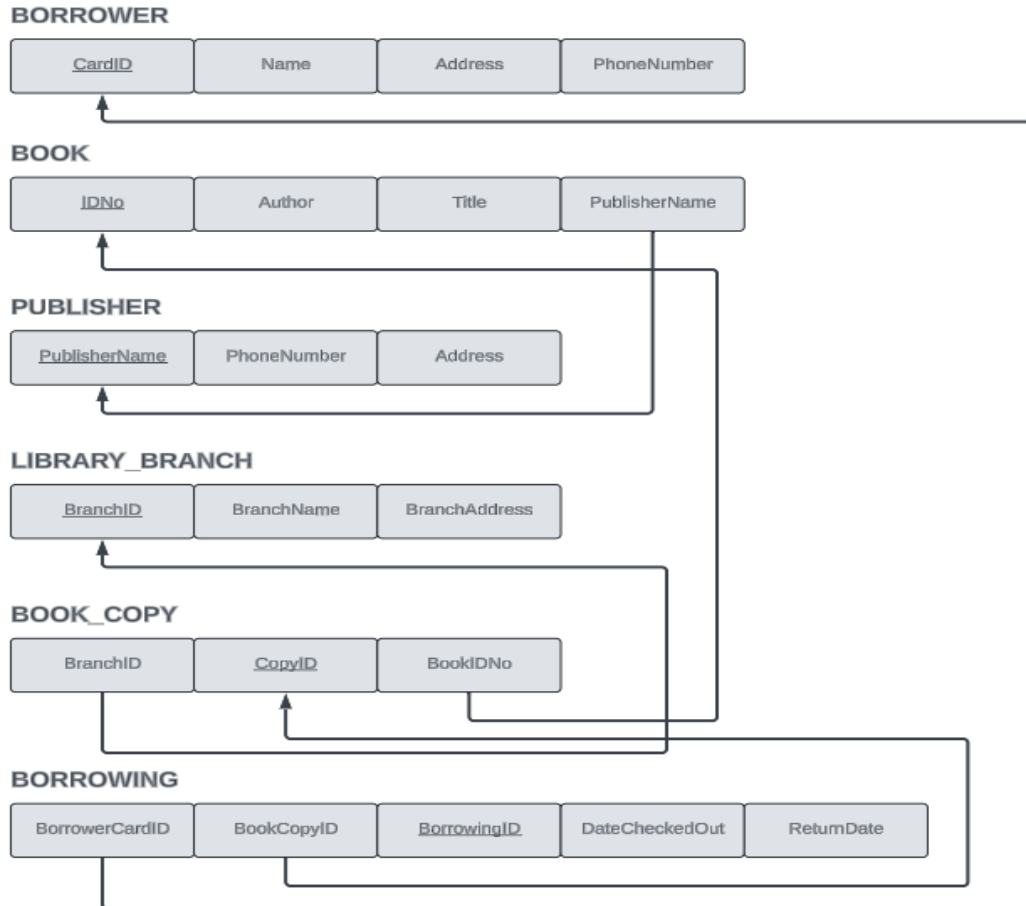 BORROWER
CardID Name Address PhoneNumber
BOOK
IDNo Author Title PublisherName
PUBLISHER
PublisherName PhoneNumber Address
LIBRARY_BRANCH
BranchID BranchName BranchAddress
BOOK_COPY
BranchID CopyID BookIDNo
BORROWING
BorrowerCardID BookCopyID BorrowingID DateCheckedOut ReturnDate